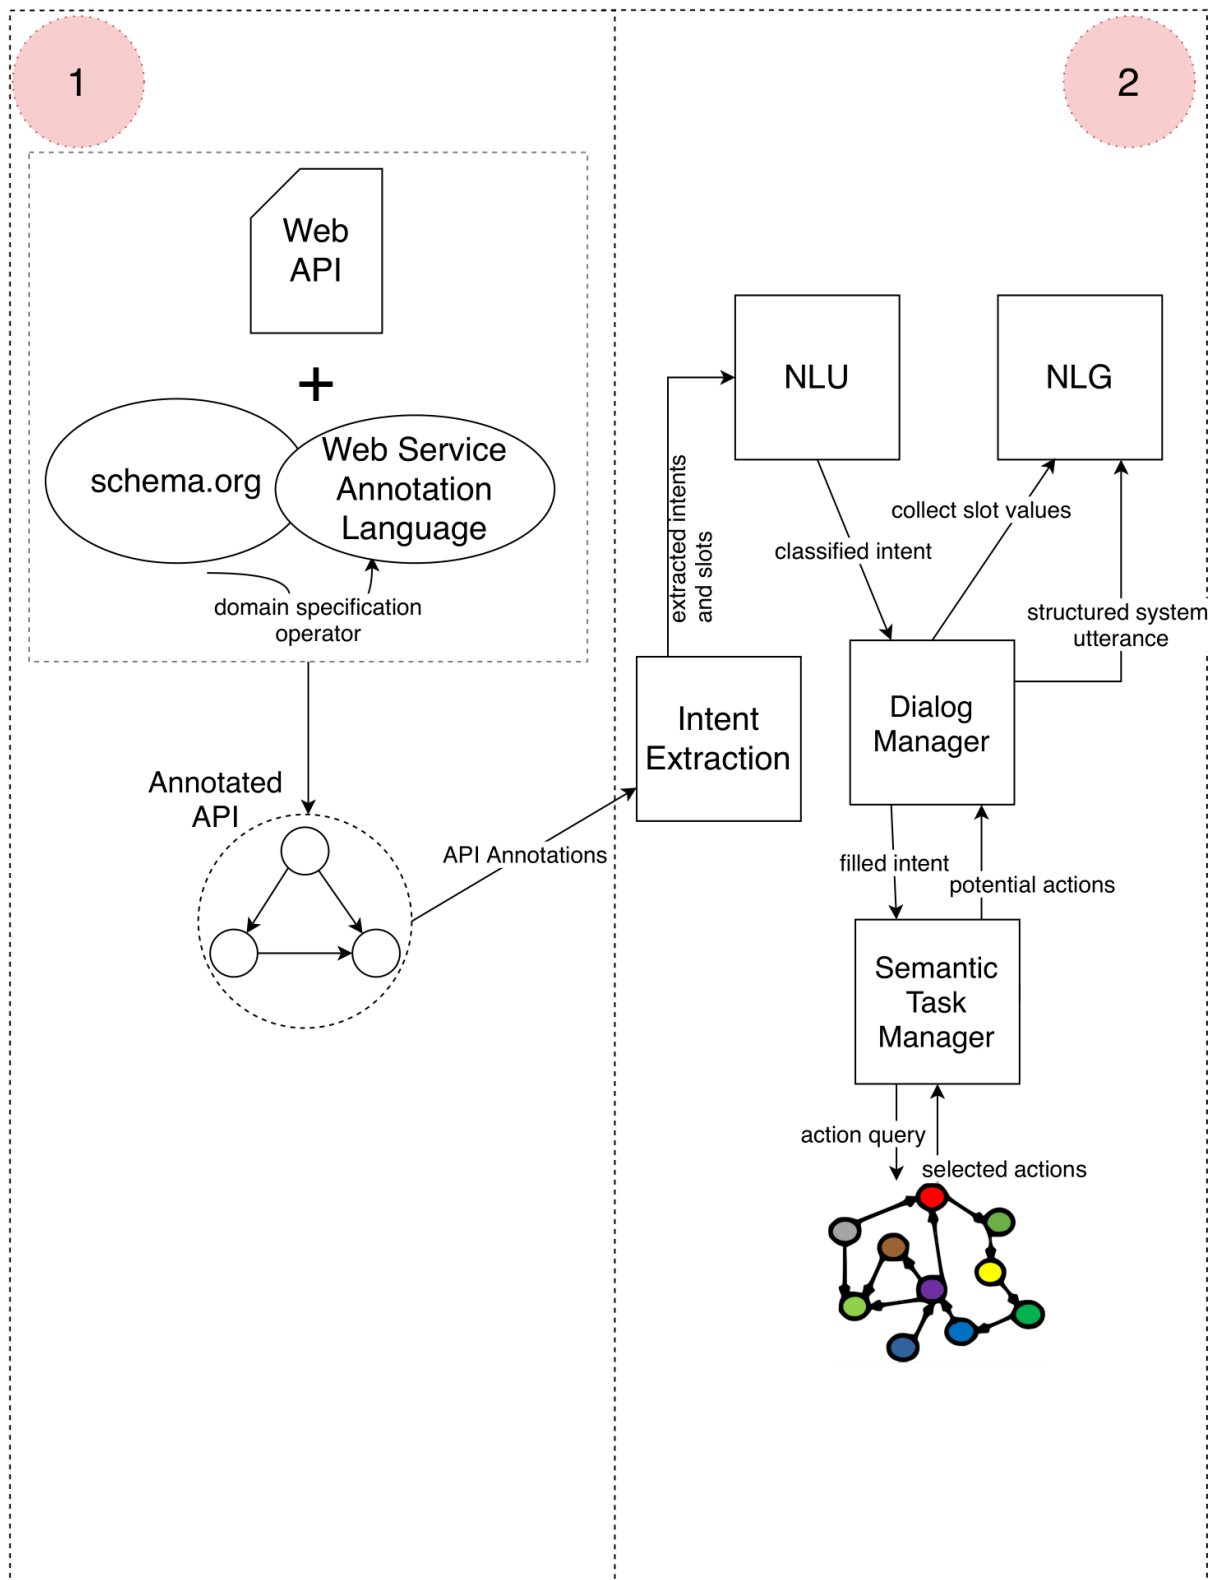 1
2
Web
API
+
schema.org
Web Service
Annotation
Language
domain specification
operator
Annotated
API
API Annotations
Intent
Extraction
extracted intents
and slots
NLU
NLG
classified intent
collect slot values
structured system
utterance
Dialog
Manager
filled intent
potential actions
Semantic
Task
Manager
action query
selected actions